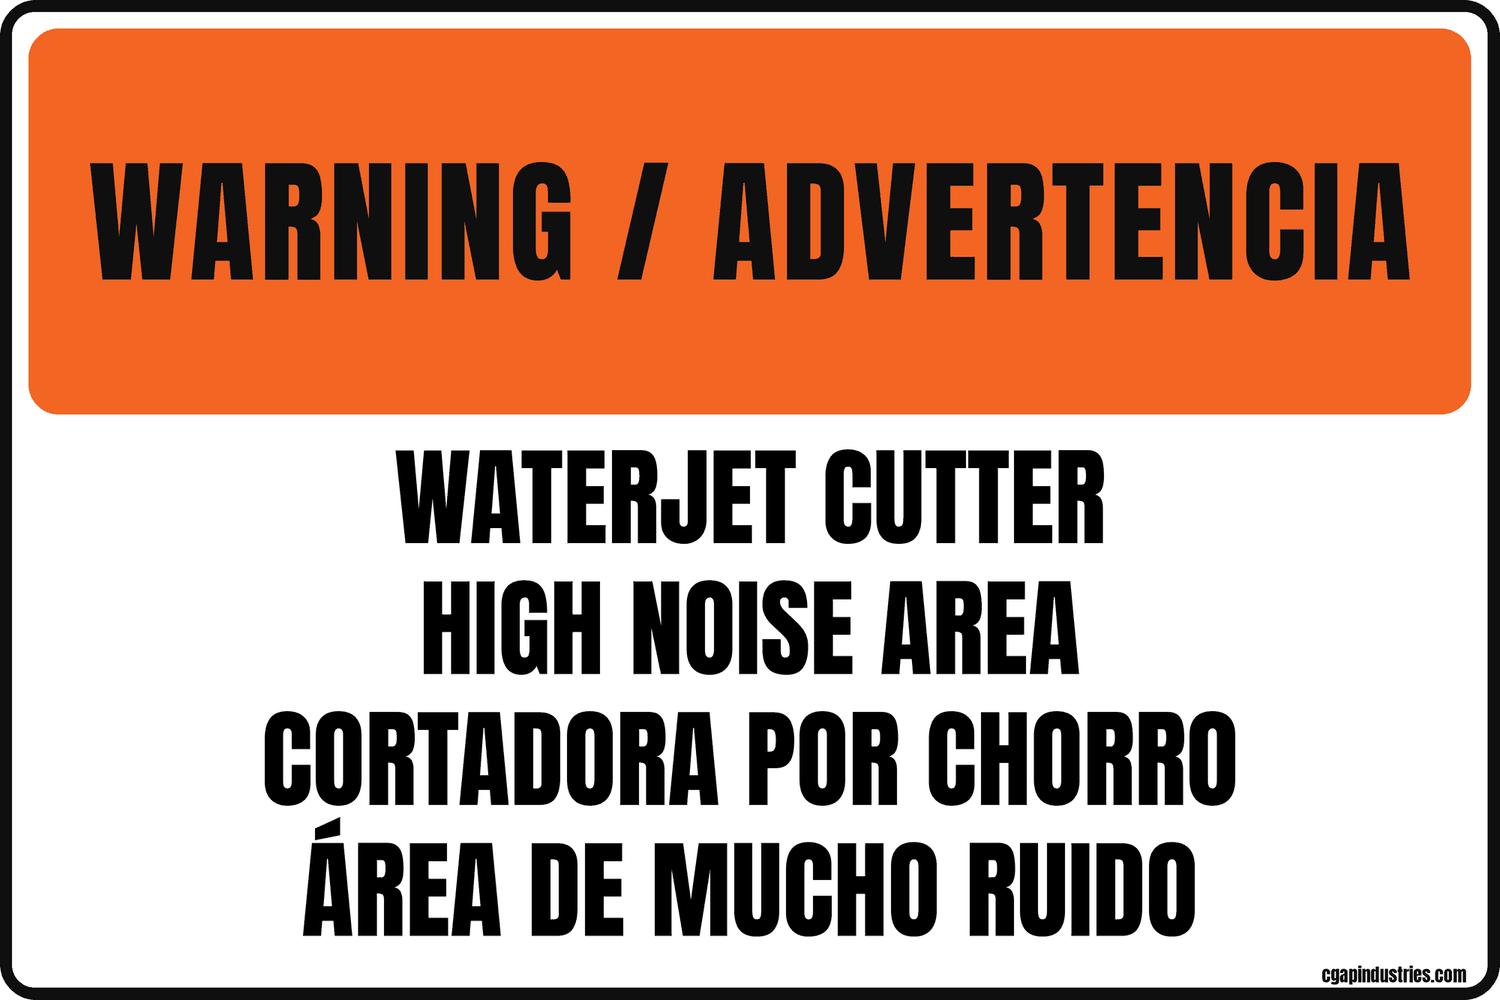 WARNING / ADVERTENCIA
WATERJET CUTTER
HIGH NOISE AREA
CORTADORA POR CHORRO
ÁREA DE MUCHO RUIDO
cgapindustries.com